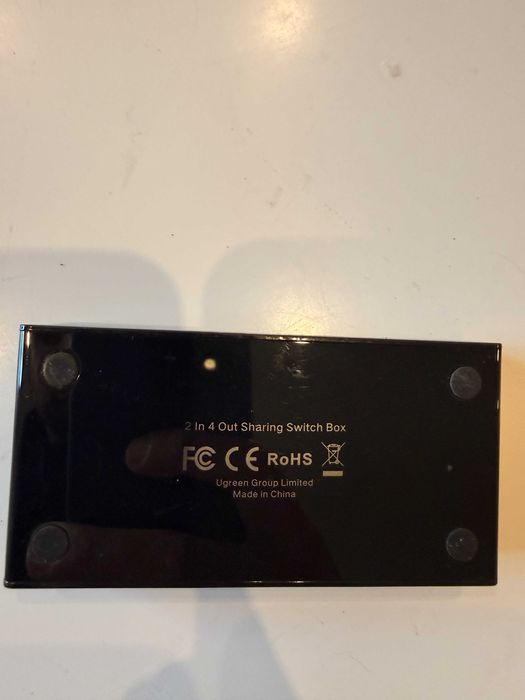 2 In 4 Out Sharing Switch Box
FC CE RoHS
Ugreen Group Limited
Made in China